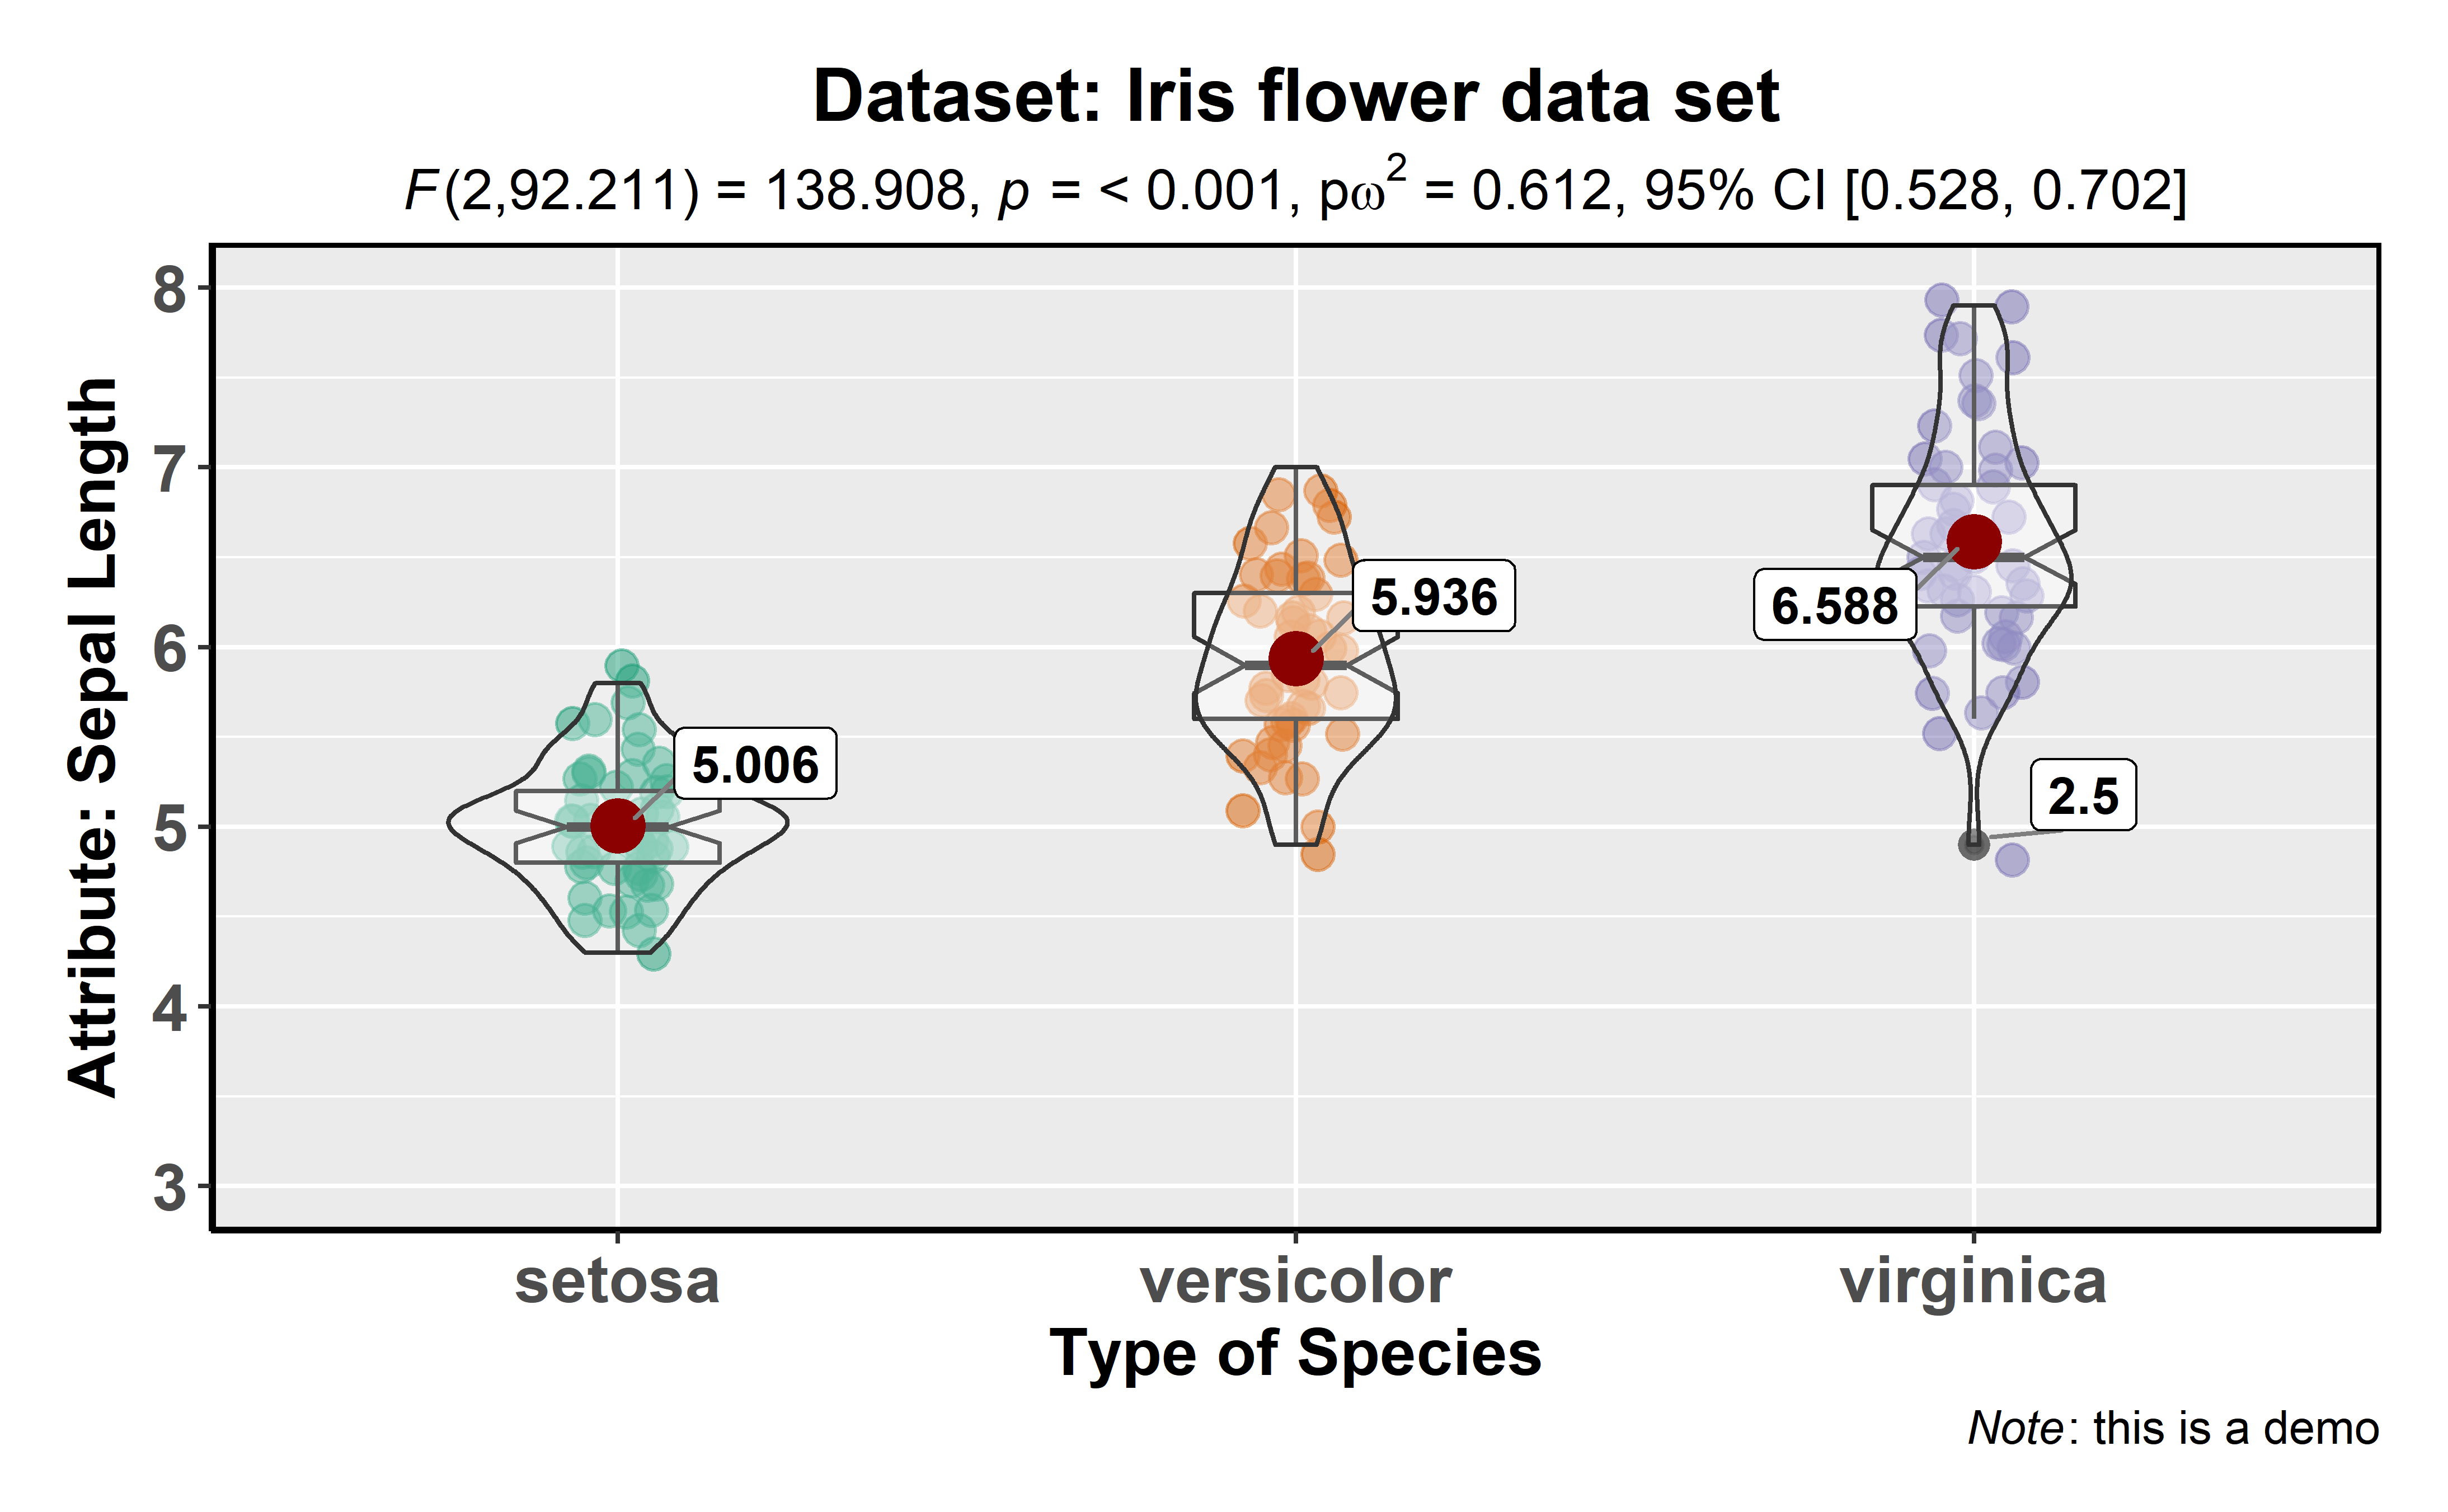 Dataset: Iris flower data set
F(2,92.211) = 138.908, p = < 0.001, pω² = 0.612, 95% CI [0.528, 0.702]
Attribute: Sepal Length
8
7
6
5
4
3
5.006
5.936
6.588
2.5
setosa
versicolor
virginica
Type of Species
Note: this is a demo